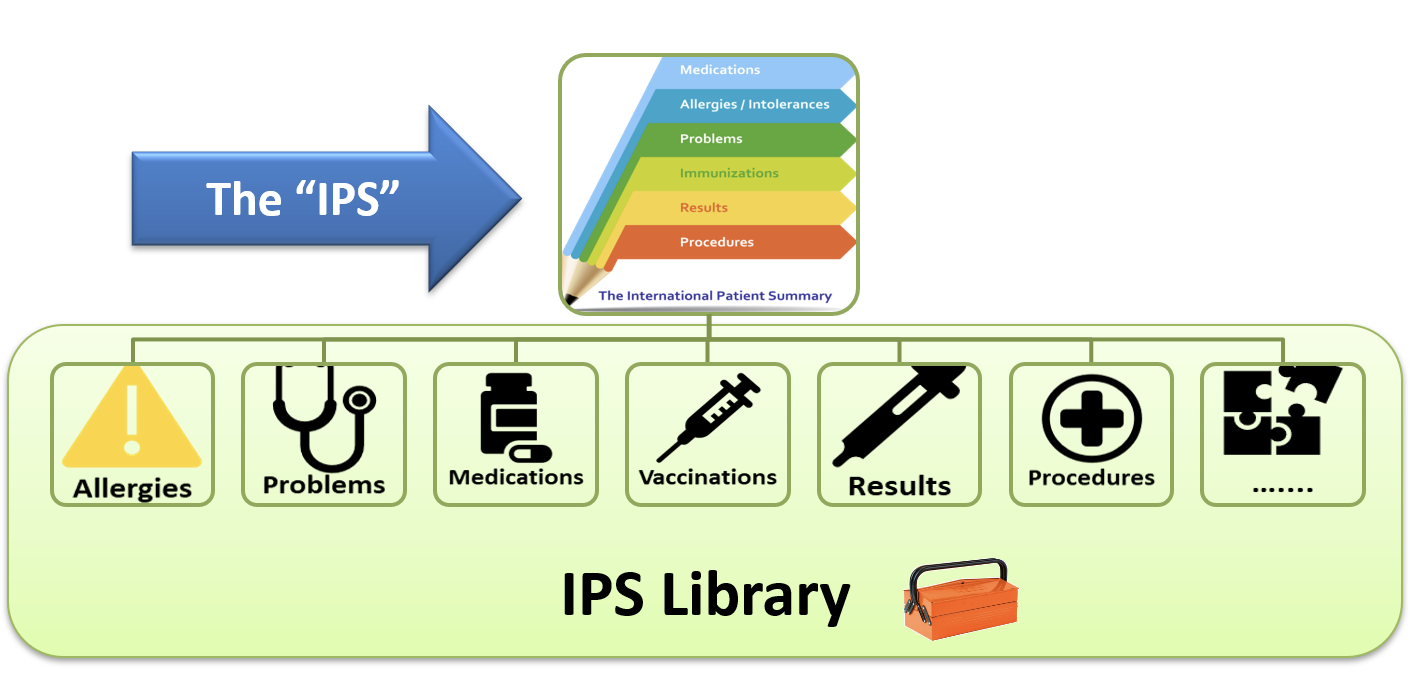 The “IPS”
Medications
Allergies / Intolerances
Problems
Immunizations
Results
Procedures
The International Patient Summary
Allergies
Problems
Medications
Vaccinations
Results
Procedures
.......
IPS Library